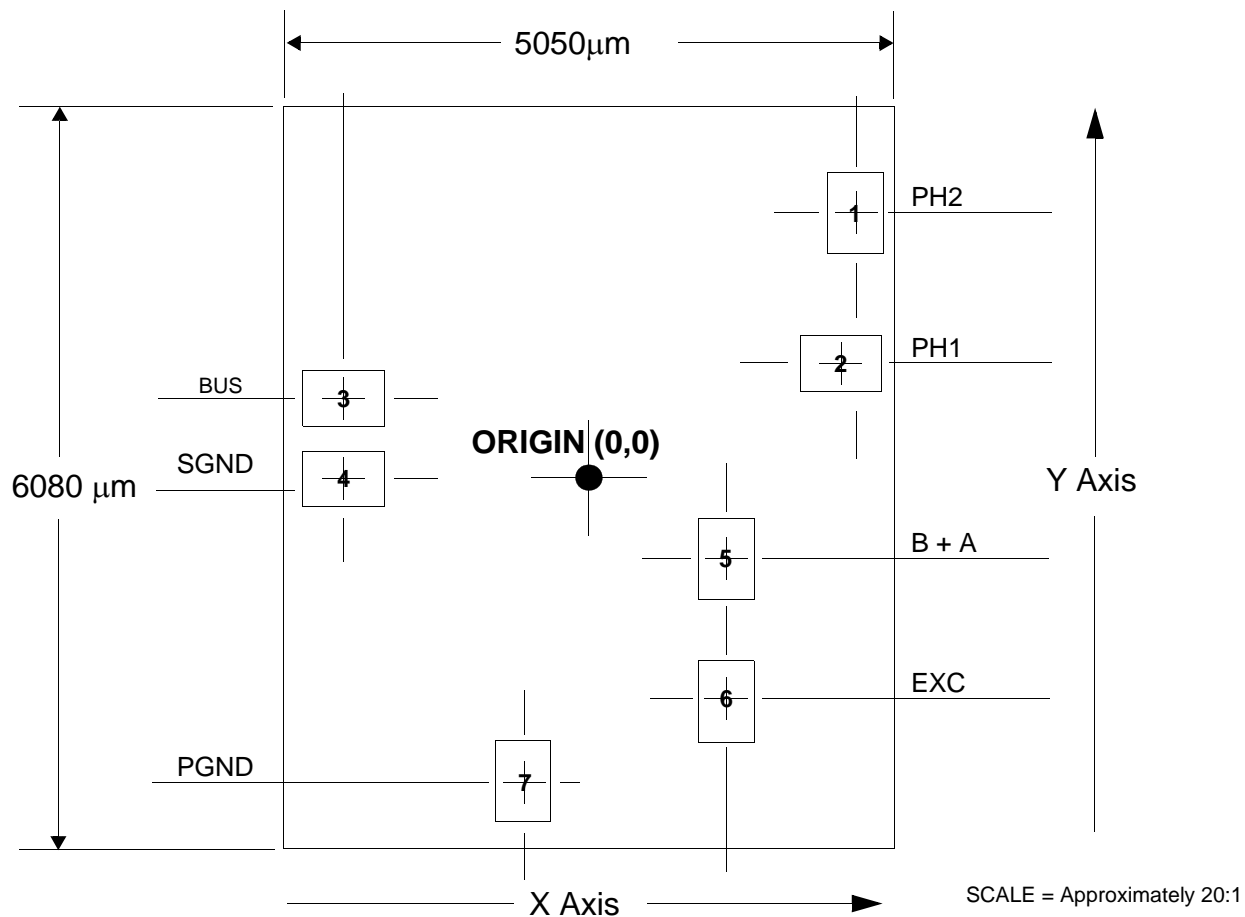 5050μm
1
PH2
2
PH1
BUS
3
ORIGIN (0,0)
SGND
4
6080 μm
Y Axis
5
B + A
6
EXC
PGND
7
X Axis
SCALE = Approximately 20:1